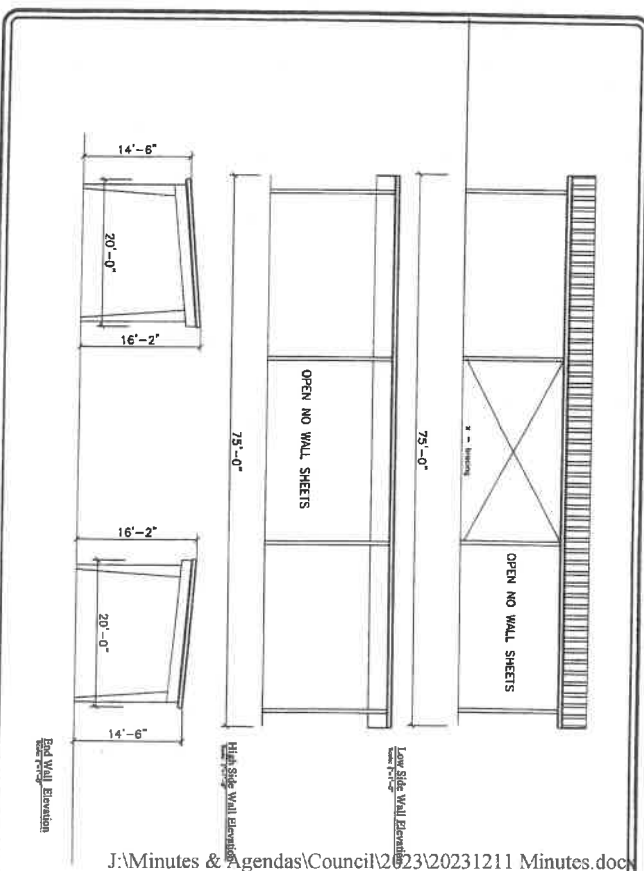 OPEN NO WALL SHEETS
x - bracing
75'-0"
Low Side Wall Elevation
OPEN NO WALL SHEETS
75'-0"
High Side Wall Elevation
14'-6"
20'-0"
16'-2"
16'-2"
20'-0"
14'-6"
End Wall Elevation
J:\Minutes & Agendas\Council\2023\20231211 Minutes.docx